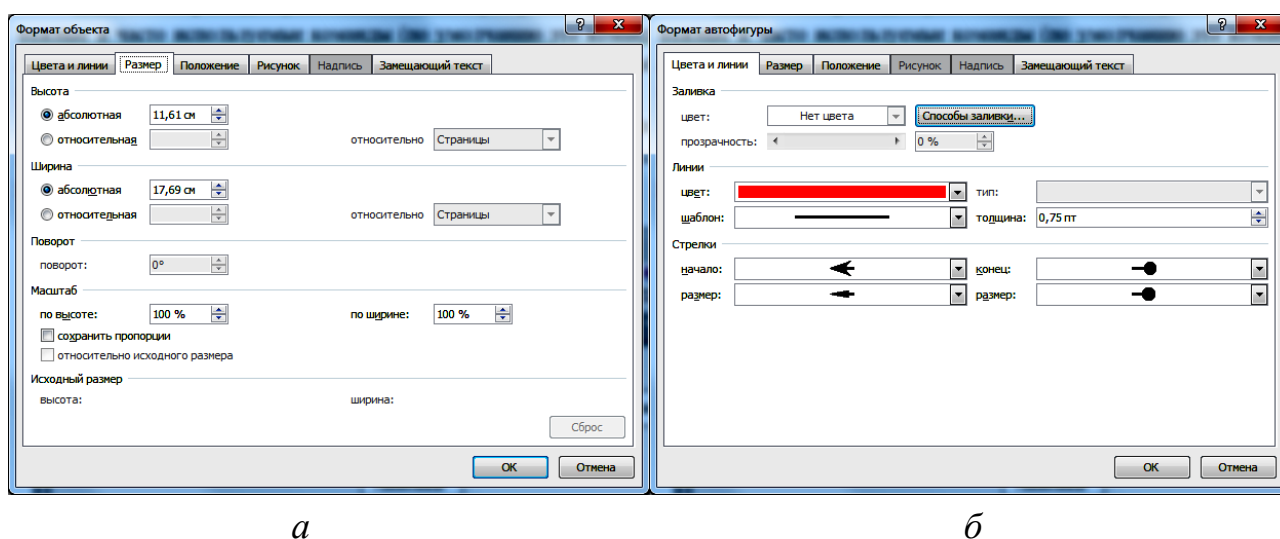 Формат объекта
Цвета и линии Размер Положение Рисунок Надпись Замещающий текст
Высота
абсолютная 11,61 см
относительная относительно Страницы
Ширина
абсолютная 17,69 см
относительная относительно Страницы
Поворот
поворот: 0°
Масштаб
по высоте: 100 % по ширине: 100 %
сохранить пропорции
относительно исходного размера
Исходный размер
высота: ширина:
Сброс
ОК Отмена
а
Формат автофигуры
Цвета и линии Размер Положение Рисунок Надпись Замещающий текст
Заливка
цвет: Нет цвета Способы заливки...
прозрачность: 0 %
Линии
цвет: тип:
шаблон: толщина: 0,75 пт
Стрелки
начало: конец:
размер: размер:
ОК Отмена
б